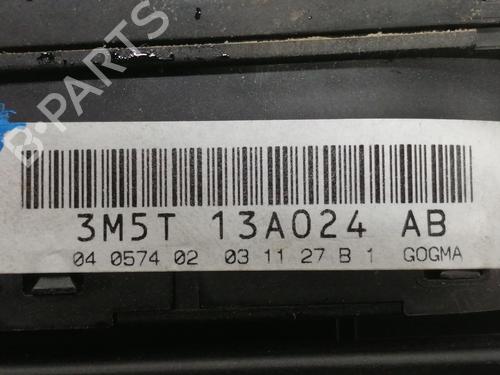 B-PARTS
3M5T 13A024 AB
04 0574 02 03 11 27 B 1 GOGMA